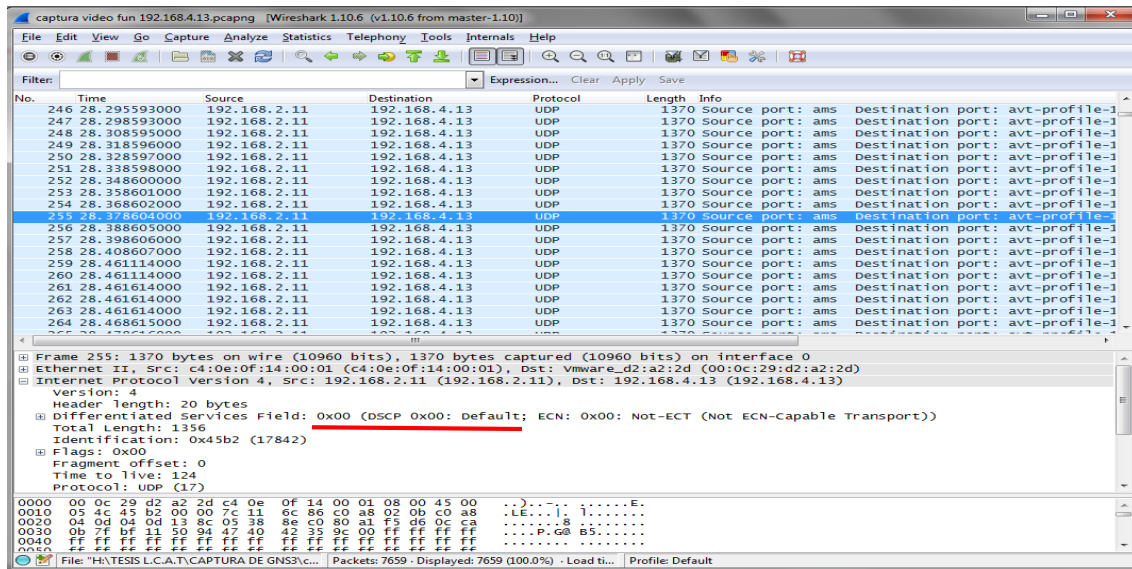 captura video fun 192.168.4.13.pcapng [Wireshark 1.10.6 (v1.10.6 from master-1.10)]
File Edit View Go Capture Analyze Statistics Telephony Tools Internals Help
Filter: Expression... Clear Apply Save
No. Time Source Destination Protocol Length Info
246 28.295593000 192.168.2.11 192.168.4.13 UDP 1370 Source port: ams Destination port: avt-profile-1
247 28.298593000 192.168.2.11 192.168.4.13 UDP 1370 Source port: ams Destination port: avt-profile-1
248 28.308595000 192.168.2.11 192.168.4.13 UDP 1370 Source port: ams Destination port: avt-profile-1
249 28.318596000 192.168.2.11 192.168.4.13 UDP 1370 Source port: ams Destination port: avt-profile-1
250 28.328597000 192.168.2.11 192.168.4.13 UDP 1370 Source port: ams Destination port: avt-profile-1
251 28.338598000 192.168.2.11 192.168.4.13 UDP 1370 Source port: ams Destination port: avt-profile-1
252 28.348600000 192.168.2.11 192.168.4.13 UDP 1370 Source port: ams Destination port: avt-profile-1
253 28.358601000 192.168.2.11 192.168.4.13 UDP 1370 Source port: ams Destination port: avt-profile-1
254 28.368602000 192.168.2.11 192.168.4.13 UDP 1370 Source port: ams Destination port: avt-profile-1
255 28.378604000 192.168.2.11 192.168.4.13 UDP 1370 Source port: ams Destination port: avt-profile-1
256 28.388605000 192.168.2.11 192.168.4.13 UDP 1370 Source port: ams Destination port: avt-profile-1
257 28.398606000 192.168.2.11 192.168.4.13 UDP 1370 Source port: ams Destination port: avt-profile-1
258 28.408607000 192.168.2.11 192.168.4.13 UDP 1370 Source port: ams Destination port: avt-profile-1
259 28.461114000 192.168.2.11 192.168.4.13 UDP 1370 Source port: ams Destination port: avt-profile-1
260 28.461114000 192.168.2.11 192.168.4.13 UDP 1370 Source port: ams Destination port: avt-profile-1
261 28.461614000 192.168.2.11 192.168.4.13 UDP 1370 Source port: ams Destination port: avt-profile-1
262 28.461614000 192.168.2.11 192.168.4.13 UDP 1370 Source port: ams Destination port: avt-profile-1
263 28.461614000 192.168.2.11 192.168.4.13 UDP 1370 Source port: ams Destination port: avt-profile-1
264 28.468615000 192.168.2.11 192.168.4.13 UDP 1370 Source port: ams Destination port: avt-profile-1
Frame 255: 1370 bytes on wire (10960 bits), 1370 bytes captured (10960 bits) on interface 0
Ethernet II, Src: c4:0e:0f:14:00:01 (c4:0e:0f:14:00:01), Dst: Vmware_d2:a2:2d (00:0c:29:d2:a2:2d)
Internet Protocol Version 4, Src: 192.168.2.11 (192.168.2.11), Dst: 192.168.4.13 (192.168.4.13)
Version: 4
Header length: 20 bytes
Differentiated Services Field: 0x00 (DSCP 0x00: Default; ECN: 0x00: Not-ECT (Not ECN-Capable Transport))
Total Length: 1356
Identification: 0x45b2 (17842)
Flags: 0x00
Fragment offset: 0
Time to live: 124
Protocol: UDP (17)
0000 00 0c 29 d2 a2 2d c4 0e 0f 14 00 01 08 00 45 00 ..)..-.. ......E.
0010 05 4c 45 b2 00 00 7c 11 6c 86 c0 a8 02 0b c0 a8 .LE...|. l.......
0020 04 0d 04 0d 13 8c 05 38 8e c0 80 a1 f5 d6 0c ca .......8 ........
0030 0b 7f bf 11 50 94 47 40 42 35 9c 00 ff ff ff ff ....P.G@ B5......
0040 ff ff ff ff ff ff ff ff ff ff ff ff ff ff ff ff ........ ........
File: "H:\TESIS L.C.A.T\CAPTURA DE GNS3\c... Packets: 7659 · Displayed: 7659 (100.0%) · Load ti... Profile: Default